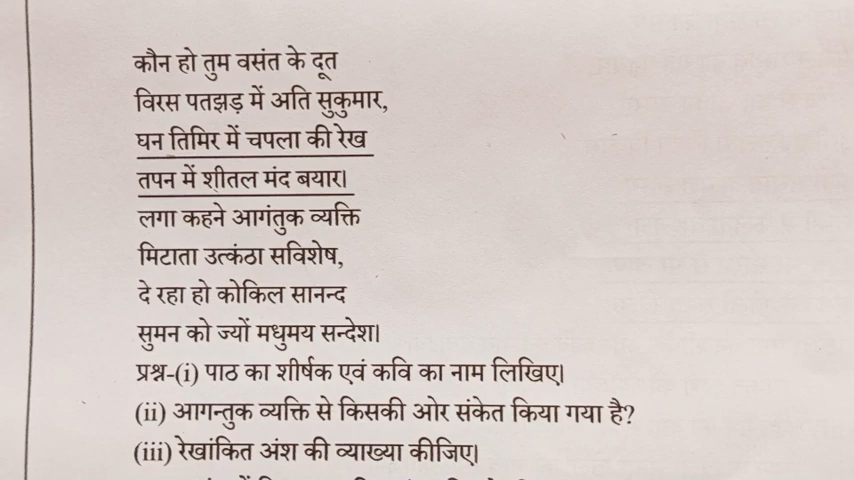 कौन हो तुम वसंत के दूत
विरस पतझड़ में अति सुकुमार,
घन तिमिर में चपला की रेख
तपन में शीतल मंद बयार।
लगा कहने आगंतुक व्यक्ति
मिटाता उत्कंठा सविशेष,
दे रहा हो कोकिल सानन्द
सुमन को ज्यों मधुमय सन्देश।
प्रश्न-(i) पाठ का शीर्षक एवं कवि का नाम लिखिए।
(ii) आगन्तुक व्यक्ति से किसकी ओर संकेत किया गया है?
(iii) रेखांकित अंश की व्याख्या कीजिए।